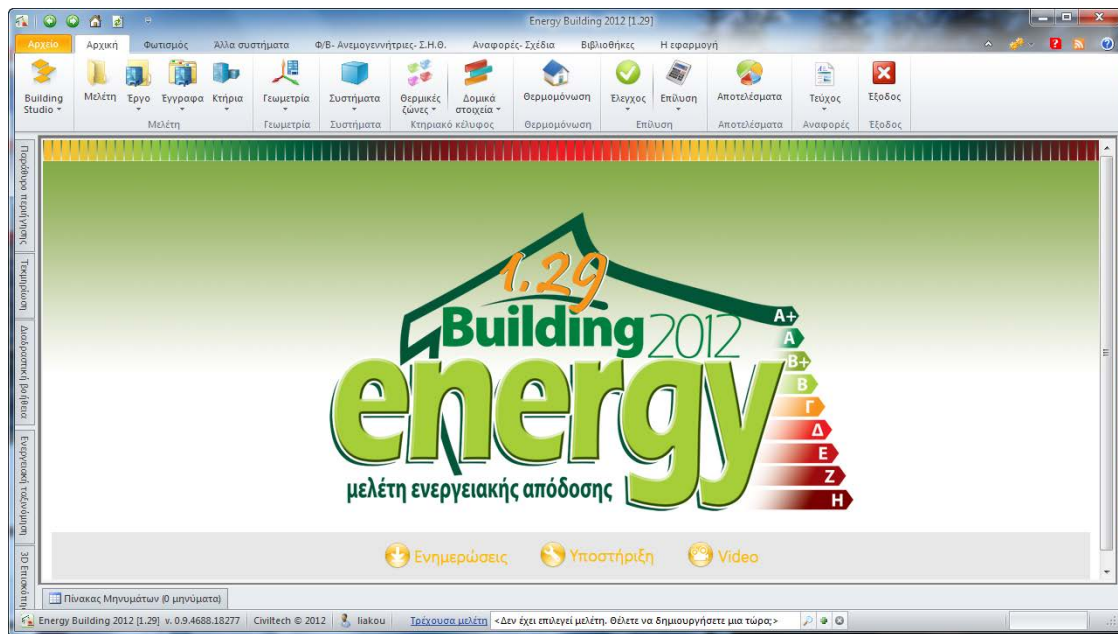 Energy Building 2012 [1.29]
Αρχείο Αρχική Φωτισμός Άλλα συστήματα Φ/Β- Ανεμογεννήτριες- Σ.Η.Θ. Αναφορές- Σχέδια Βιβλιοθήκες Η εφαρμογή
Building Studio
Μελέτη Έργο Έγγραφα Κτήρια
Μελέτη
Γεωμετρία
Γεωμετρία
Συστήματα
Συστήματα
Θερμικές ζώνες Δομικά στοιχεία
Κτηριακό κέλυφος
Θερμομόνωση
Θερμομόνωση
Έλεγχος Επίλυση
Επίλυση
Αποτελέσματα
Αποτελέσματα
Τεύχος
Αναφορές
Έξοδος
Έξοδος
Παράθυρο περιήγησης
Τεκμηρίωση
Διαδραστική βοήθεια
Ενεργειακή ταξινόμηση
1.29
Building 2012
energy
μελέτη ενεργειακής απόδοσης
A+
A
B+
B
Γ
Δ
E
Z
H
Ενημερώσεις Υποστήριξη Video
Πίνακας Μηνυμάτων (0 μηνύματα)
Energy Building 2012 [1.29] v. 0.9.4688.18277 Civiltech © 2012 liakou Τρέχουσα μελέτη <Δεν έχει επιλεγεί μελέτη. Θέλετε να δημιουργήσετε μια τώρα;>